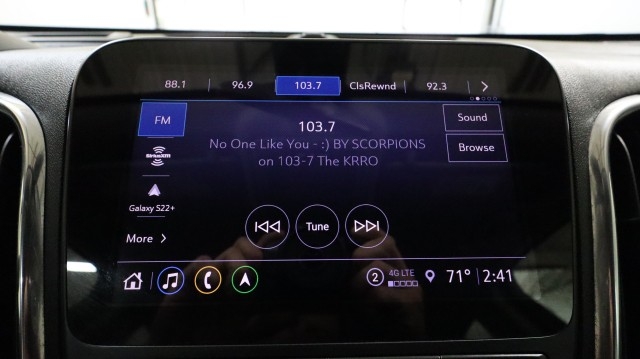 88.1 96.9 103.7 ClsRewnd 92.3
FM
103.7
Sound
No One Like You - :) BY SCORPIONS
on 103-7 The KRRO
Browse
SiriusXM
Galaxy S22+
Tune
More
2 4G LTE 71° 2:41